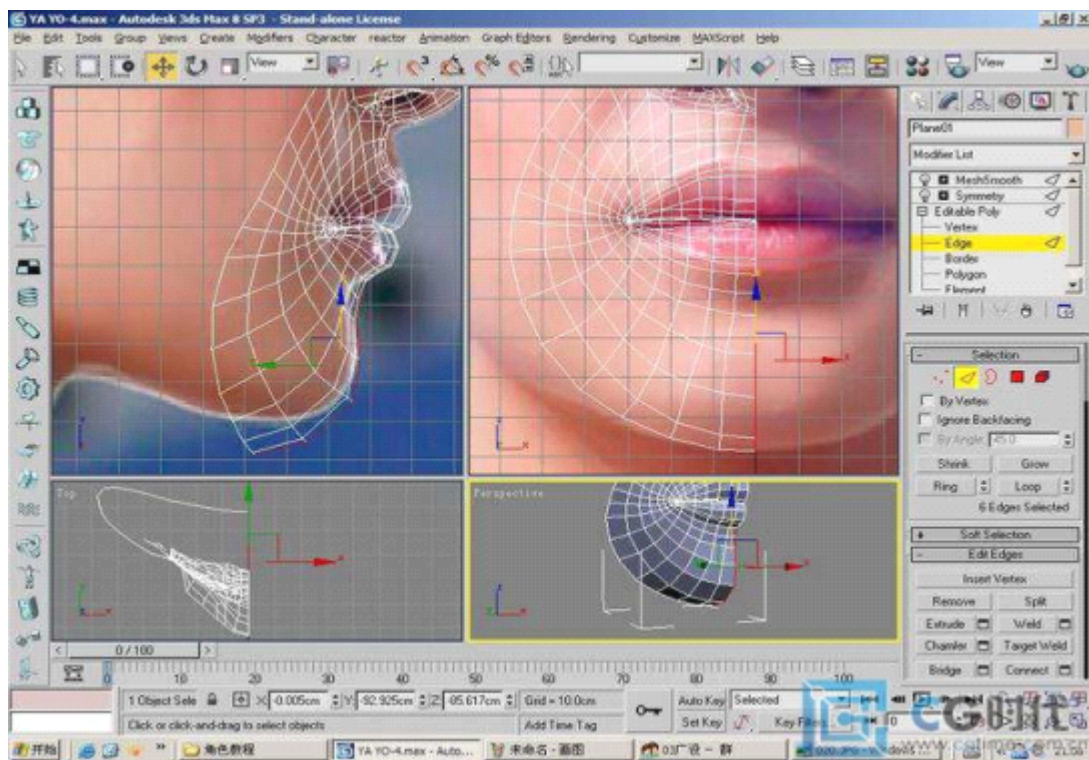 YA YO-4.max - Autodesk 3ds Max 8 SP3 - Stand-alone License
File Edit Tools Group Views Create Modifiers Character reactor Animation Graph Editors Rendering Customize MAXScript Help
View
View
Plane01
Modifier List
MeshSmooth
Symmetry
Editable Poly
Vertex
Edge
Border
Polygon
Element
Selection
By Vertex
Ignore Backfacing
By Angle: 45.0
Shrink Grow
Ring Loop
6 Edges Selected
Top
Perspective
Soft Selection
Edit Edges
Insert Vertex
Remove Split
Extrude Weld
Chamfer Target Weld
Bridge Connect
0 / 100
0 10 20 30 40 50 60 70 80 90 100
1 Object Sele X -0.005cm Y -92.925cm Z -85.617cm Grid = 10.0cm
Auto Key Selected
Click or click-and-drag to select objects
Add Time Tag
Set Key
CG时代
www.cgtime.com.cn
开始
角色教程
YA YO-4.max - Auto...
未命名 - 画图